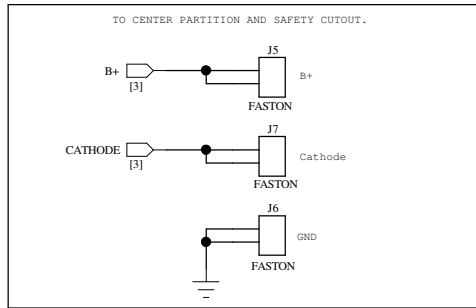 TO CENTER PARTITION AND SAFETY CUTOUT.
J5
B+
B+
[3]
FASTON
J7
CATHODE
Cathode
[3]
FASTON
J6
GND
FASTON